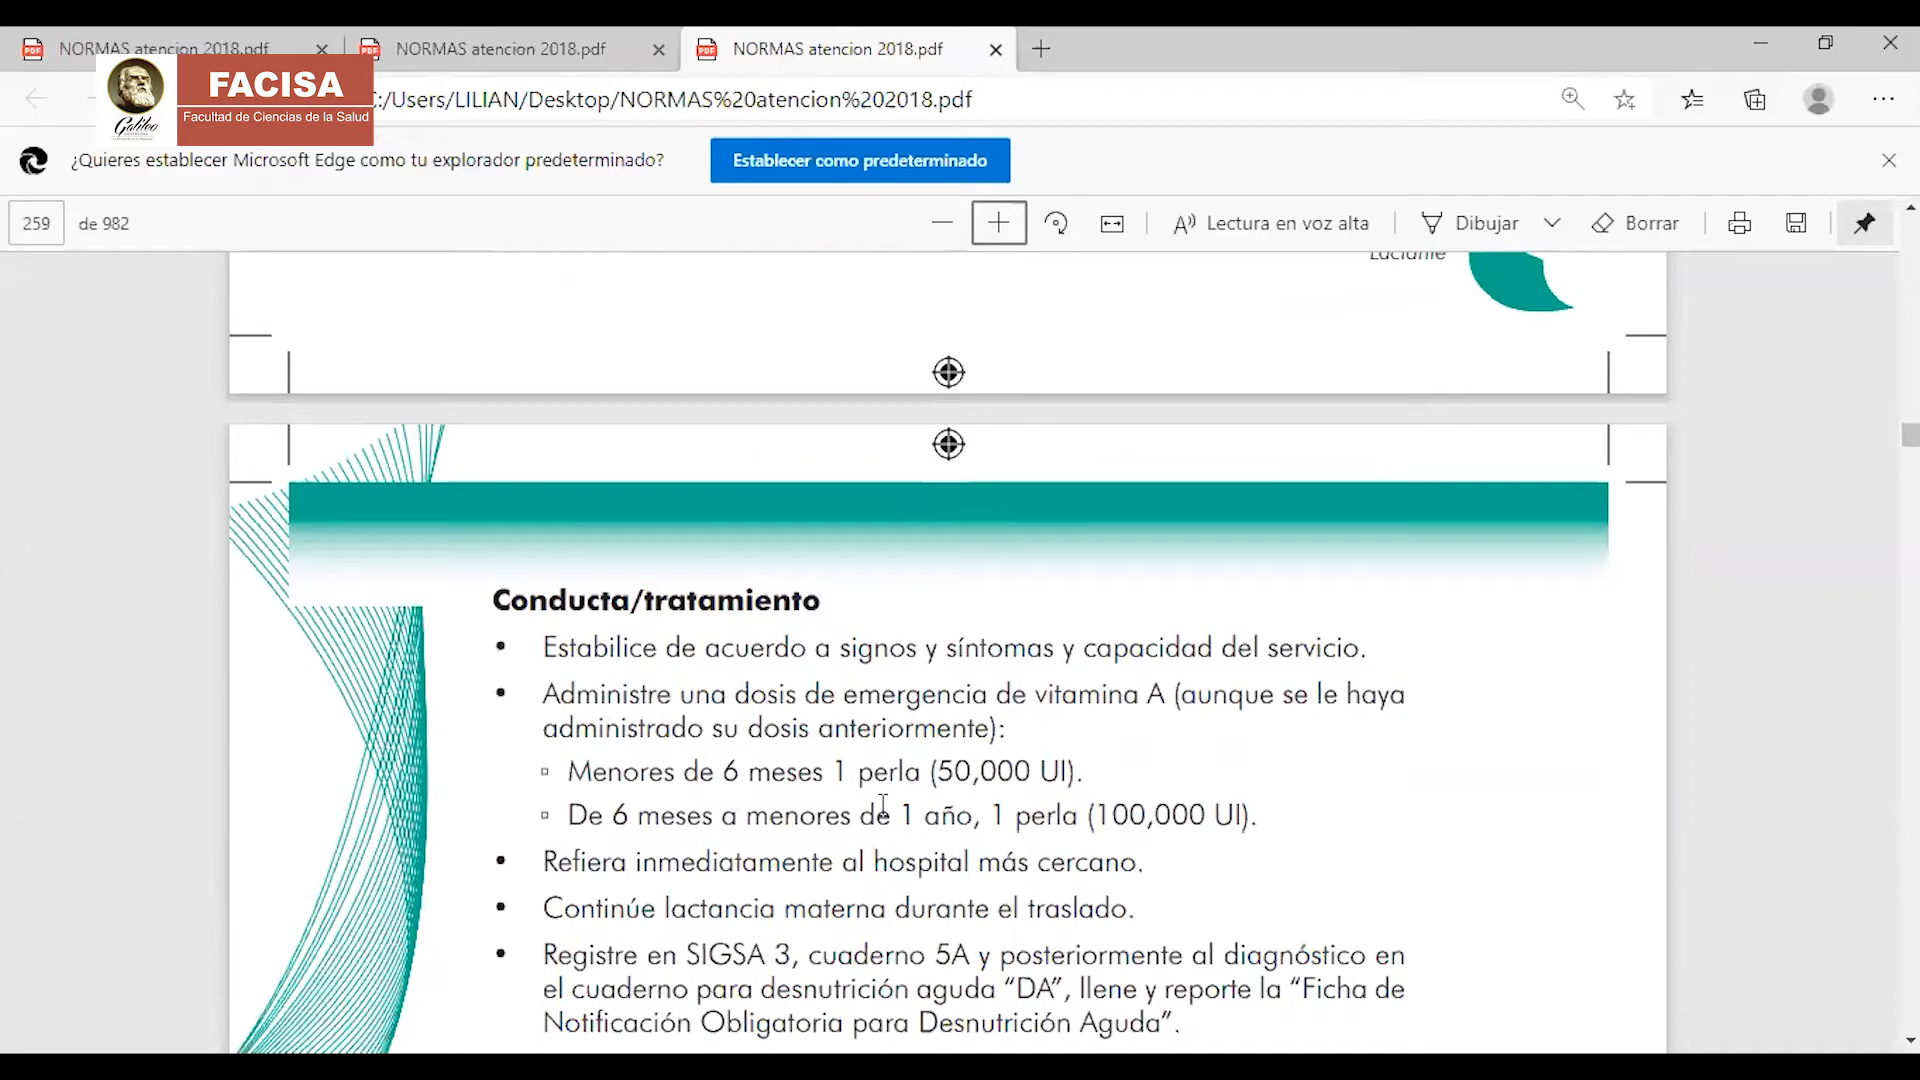 NORMAS atencion 2018.pdf
NORMAS atencion 2018.pdf
NORMAS atencion 2018.pdf
Galileo
FACISA
Facultad de Ciencias de la Salud
C:/Users/LILIAN/Desktop/NORMAS%20atencion%202018.pdf
¿Quieres establecer Microsoft Edge como tu explorador predeterminado?
Establecer como predeterminado
259 de 982
Lectura en voz alta
Dibujar
Borrar
Lactante
Conducta/tratamiento
• Estabilice de acuerdo a signos y síntomas y capacidad del servicio.
• Administre una dosis de emergencia de vitamina A (aunque se le haya
administrado su dosis anteriormente):
▫ Menores de 6 meses 1 perla (50,000 UI).
▫ De 6 meses a menores de 1 año, 1 perla (100,000 UI).
• Refiera inmediatamente al hospital más cercano.
• Continúe lactancia materna durante el traslado.
• Registre en SIGSA 3, cuaderno 5A y posteriormente al diagnóstico en
el cuaderno para desnutrición aguda “DA”, llene y reporte la “Ficha de
Notificación Obligatoria para Desnutrición Aguda”.